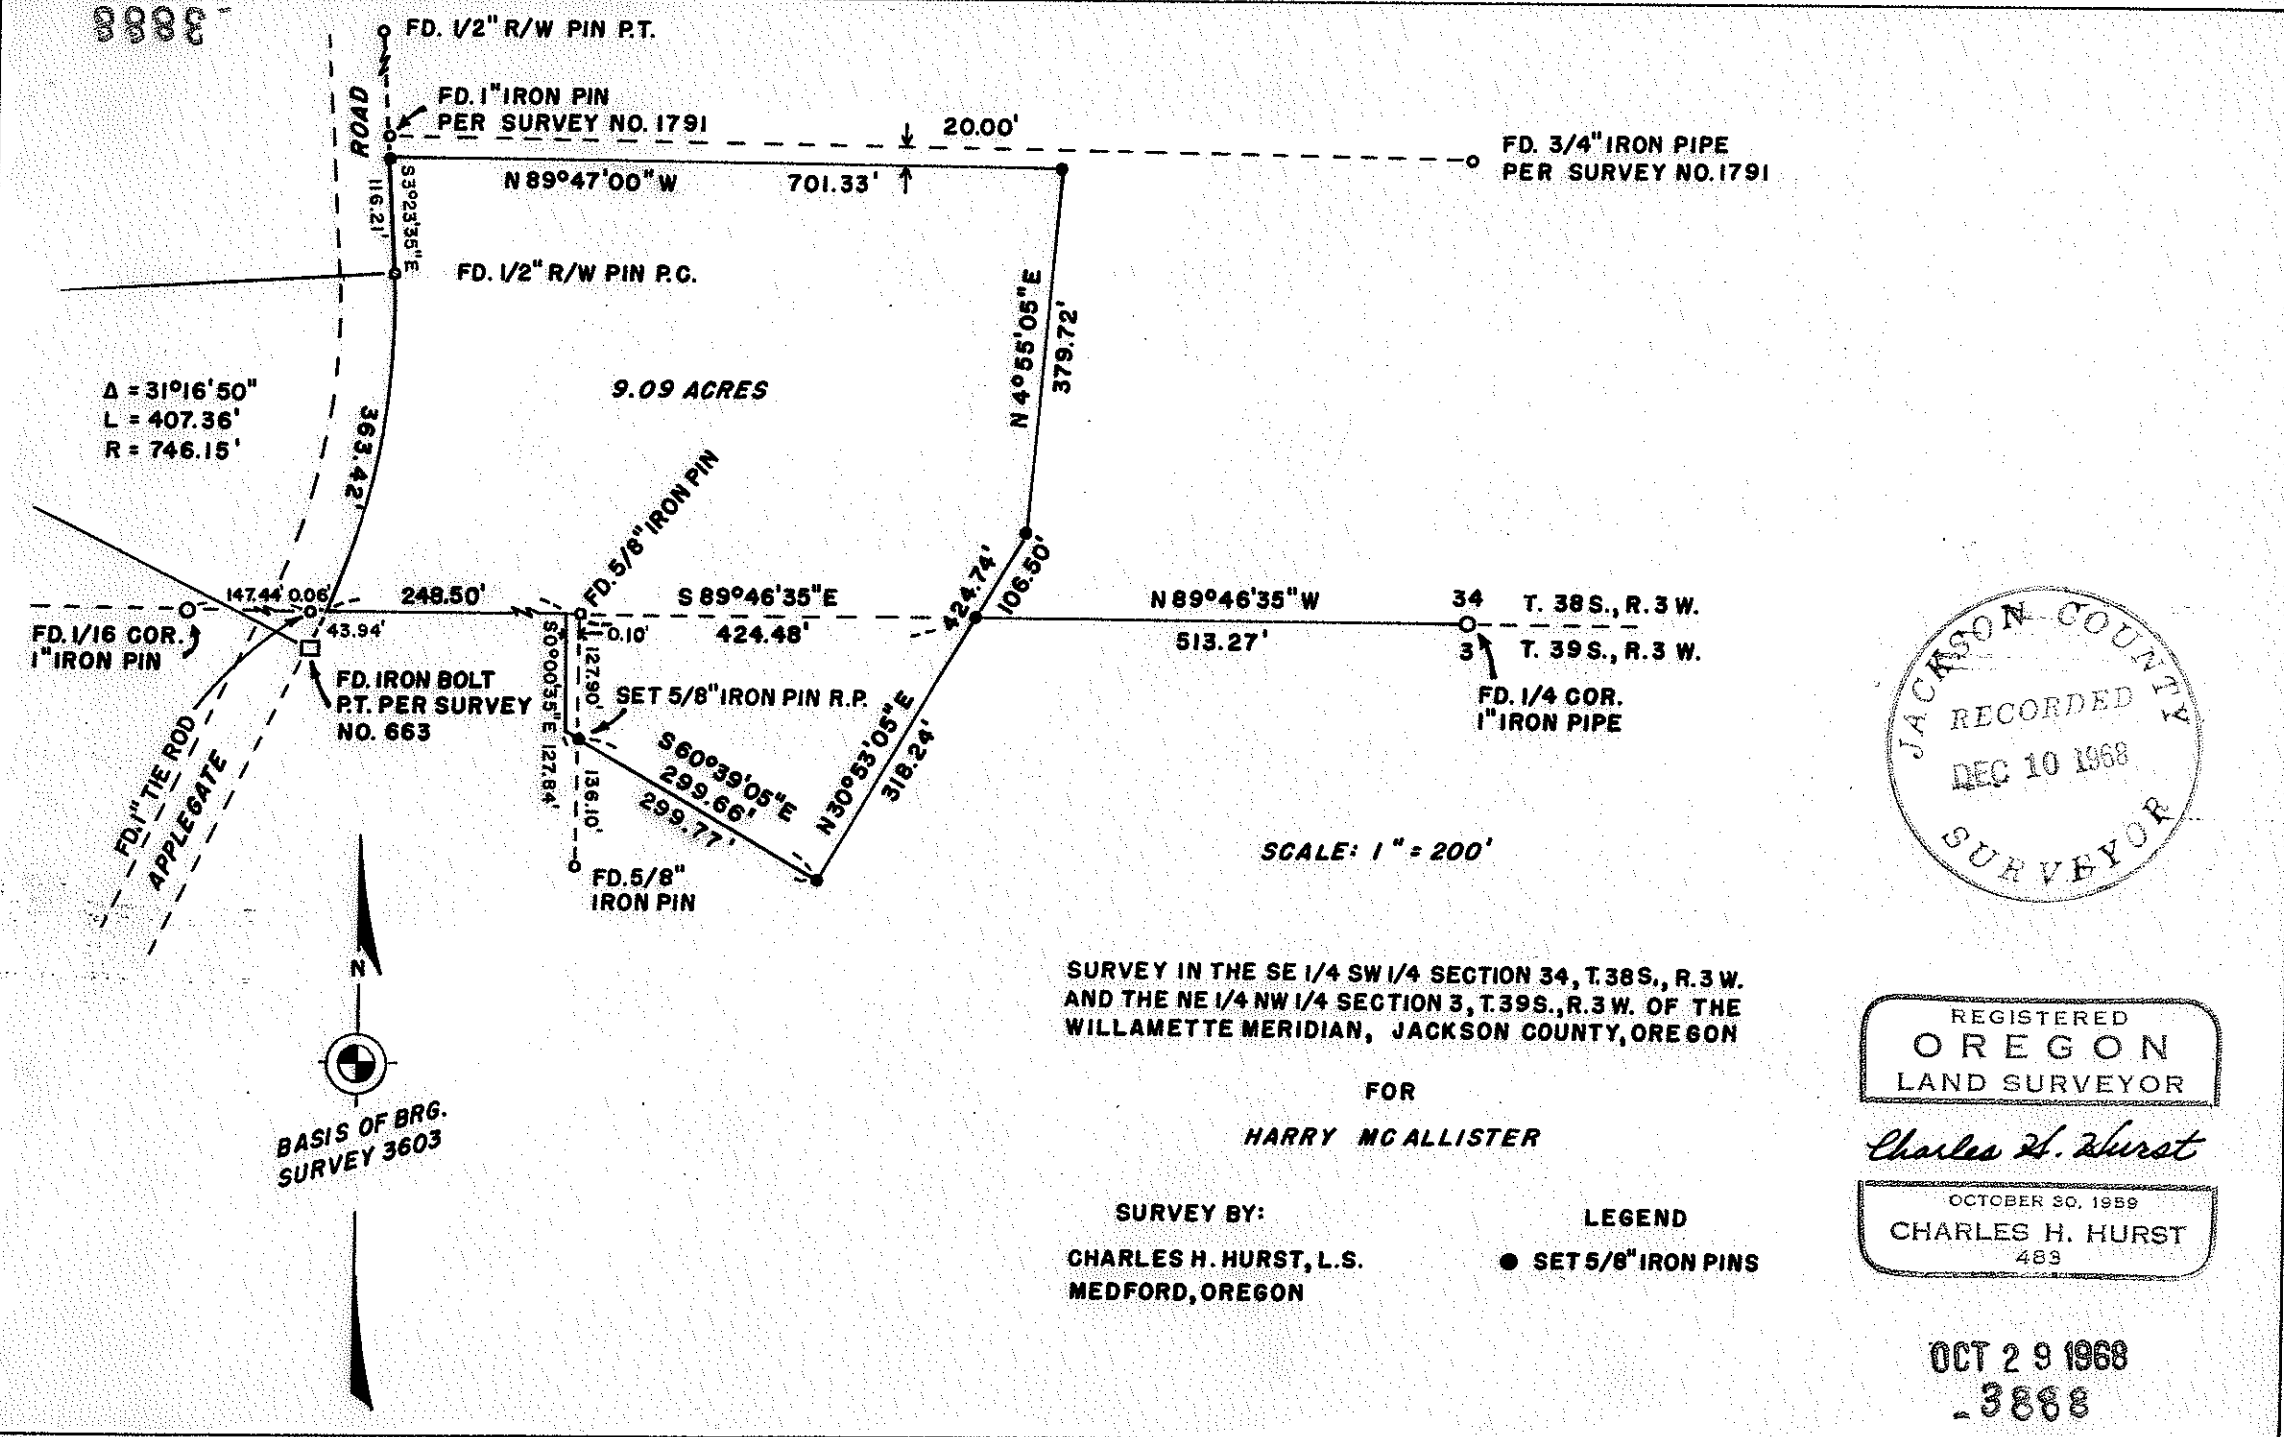 3888
FD. 1/2" R/W PIN P.T.
ROAD
FD. 1" IRON PIN
PER SURVEY NO. 1791
20.00'
FD. 3/4" IRON PIPE
PER SURVEY NO. 1791
N 89°47'00" W 701.33'
S3°23'35"E
116.21'
FD. 1/2" R/W PIN P.C.
N 4°55'05" E
379.72'
Δ = 31°16'50"
L = 407.36'
R = 746.15'
9.09 ACRES
363.42'
FD. 5/8" IRON PIN
147.44' 0.06'
248.50'
S 89°46'35" E
424.48'
424.74'
106.50'
N 89°46'35" W
513.27'
34 T. 38 S., R. 3 W.
3 T. 39 S., R. 3 W.
FD. 1/4 COR.
1" IRON PIPE
FD. 1/16 COR.
1" IRON PIN
43.94'
FD. IRON BOLT
P.T. PER SURVEY
NO. 663
0.10'
S0°00'35"E 127.84'
127.90'
SET 5/8" IRON PIN R.P.
S 60°39'05" E
299.66'
299.77'
136.10'
N 30°53'05" E
318.24'
FD. 1" TIE ROD
APPLEGATE
FD. 5/8"
IRON PIN
SCALE: 1" = 200'
N
BASIS OF BRG.
SURVEY 3603
SURVEY IN THE SE 1/4 SW 1/4 SECTION 34, T. 38 S., R. 3 W.
AND THE NE 1/4 NW 1/4 SECTION 3, T. 39 S., R. 3 W. OF THE
WILLAMETTE MERIDIAN, JACKSON COUNTY, OREGON
FOR
HARRY MC ALLISTER
SURVEY BY:
CHARLES H. HURST, L.S.
MEDFORD, OREGON
LEGEND
● SET 5/8" IRON PINS
JACKSON COUNTY
RECORDED
DEC 10 1968
SURVEYOR
REGISTERED
OREGON
LAND SURVEYOR
Charles H. Hurst
OCTOBER 30, 1959
CHARLES H. HURST
483
OCT 29 1968
3888